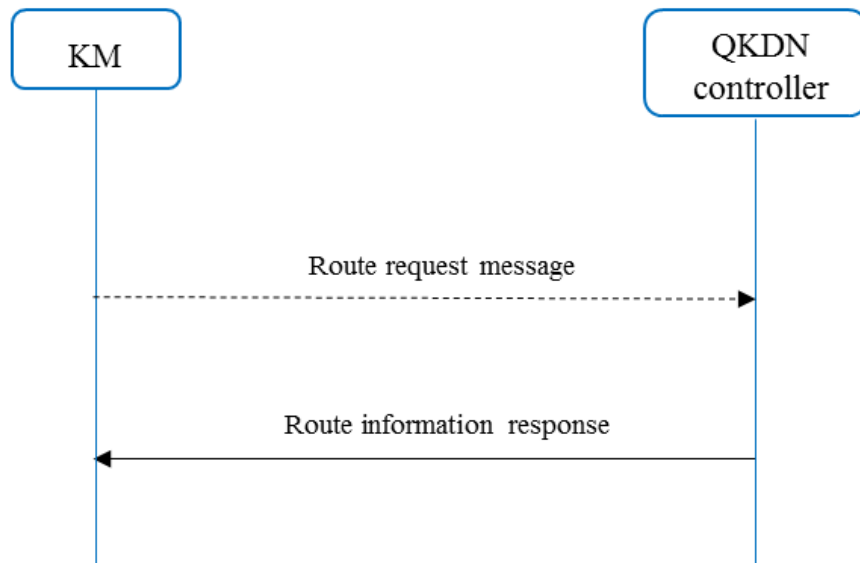 KM
QKDN
controller
Route request message
Route information response